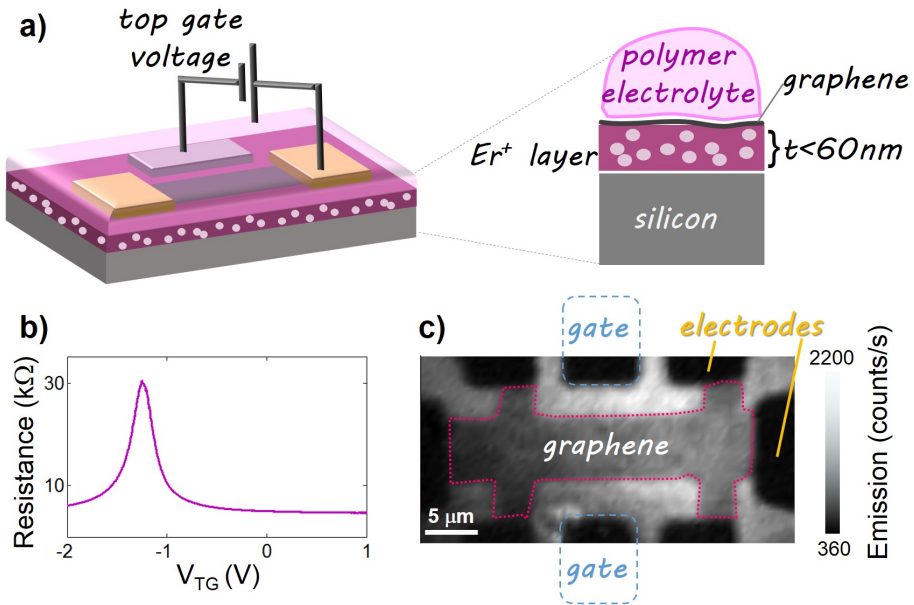 a)
top gate
voltage
polymer
electrolyte
graphene
Er⁺ layer
} t<60nm
silicon
b)
Resistance (kΩ)
30
10
-2
-1
0
1
V_TG (V)
c)
gate
electrodes
graphene
5 μm
gate
2200
360
Emission (counts/s)